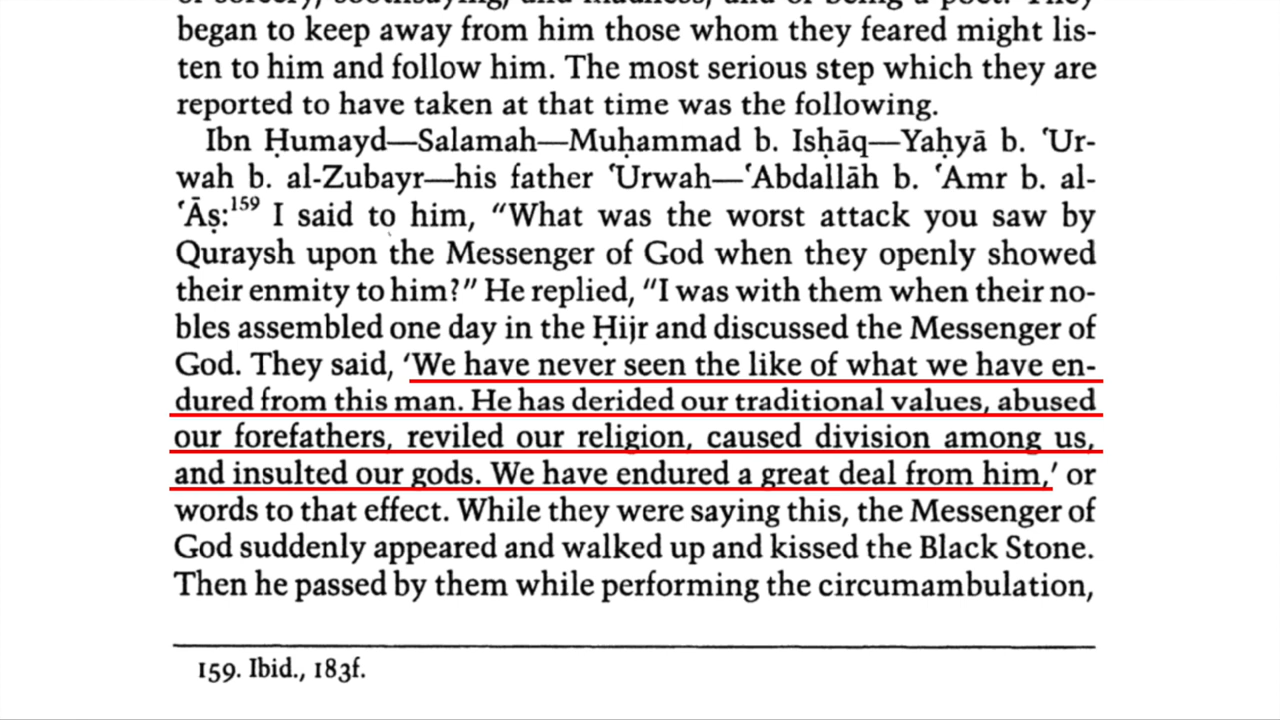 began to keep away from him those whom they feared might lis-
ten to him and follow him. The most serious step which they are
reported to have taken at that time was the following.
Ibn Ḥumayd—Salamah—Muḥammad b. Isḥāq—Yaḥyā b. ʿUr-
wah b. al-Zubayr—his father ʿUrwah—ʿAbdallāh b. ʿAmr b. al-
ʿĀṣ:¹⁵⁹ I said to him, “What was the worst attack you saw by
Quraysh upon the Messenger of God when they openly showed
their enmity to him?” He replied, “I was with them when their no-
bles assembled one day in the Ḥijr and discussed the Messenger of
God. They said, ‘We have never seen the like of what we have en-
dured from this man. He has derided our traditional values, abused
our forefathers, reviled our religion, caused division among us,
and insulted our gods. We have endured a great deal from him,’ or
words to that effect. While they were saying this, the Messenger of
God suddenly appeared and walked up and kissed the Black Stone.
Then he passed by them while performing the circumambulation,
159. Ibid., 183f.